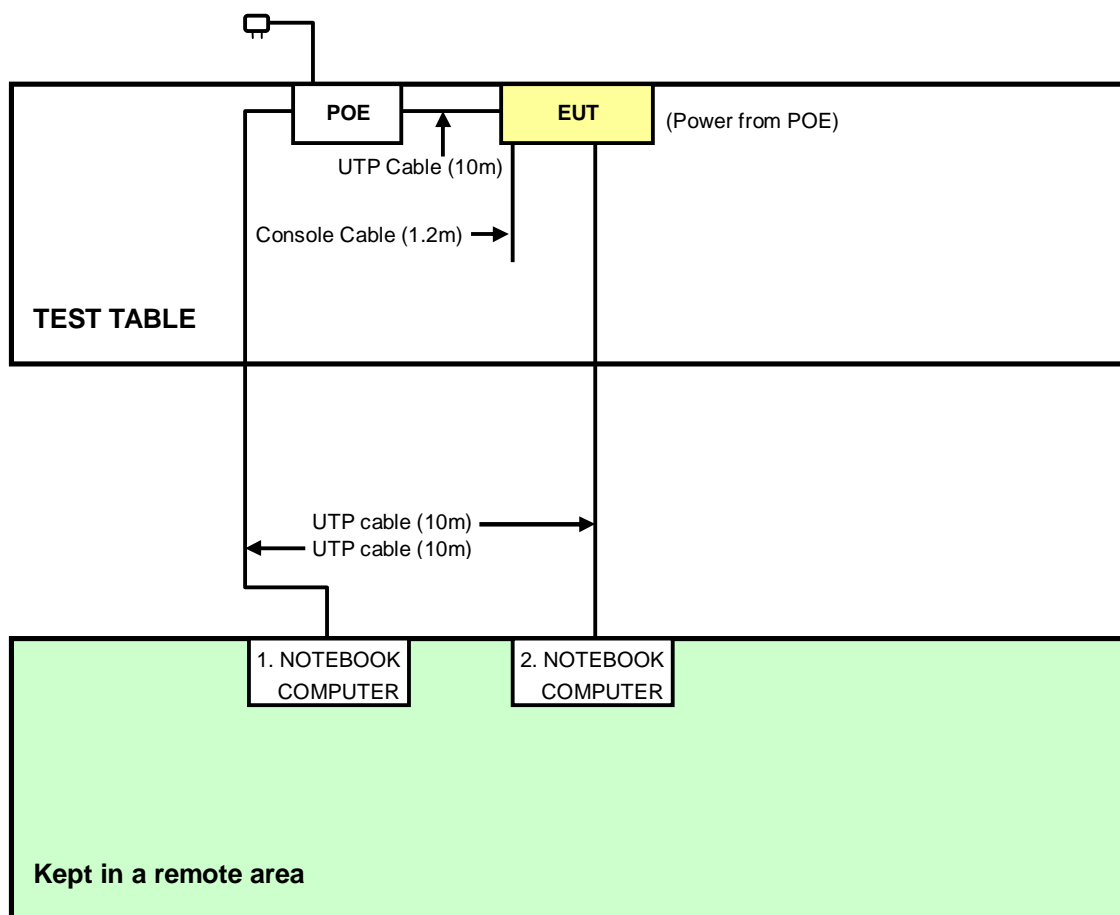 POE
EUT
(Power from POE)
UTP Cable (10m)
Console Cable (1.2m)
TEST TABLE
UTP cable (10m)
UTP cable (10m)
1. NOTEBOOK
COMPUTER
2. NOTEBOOK
COMPUTER
Kept in a remote area